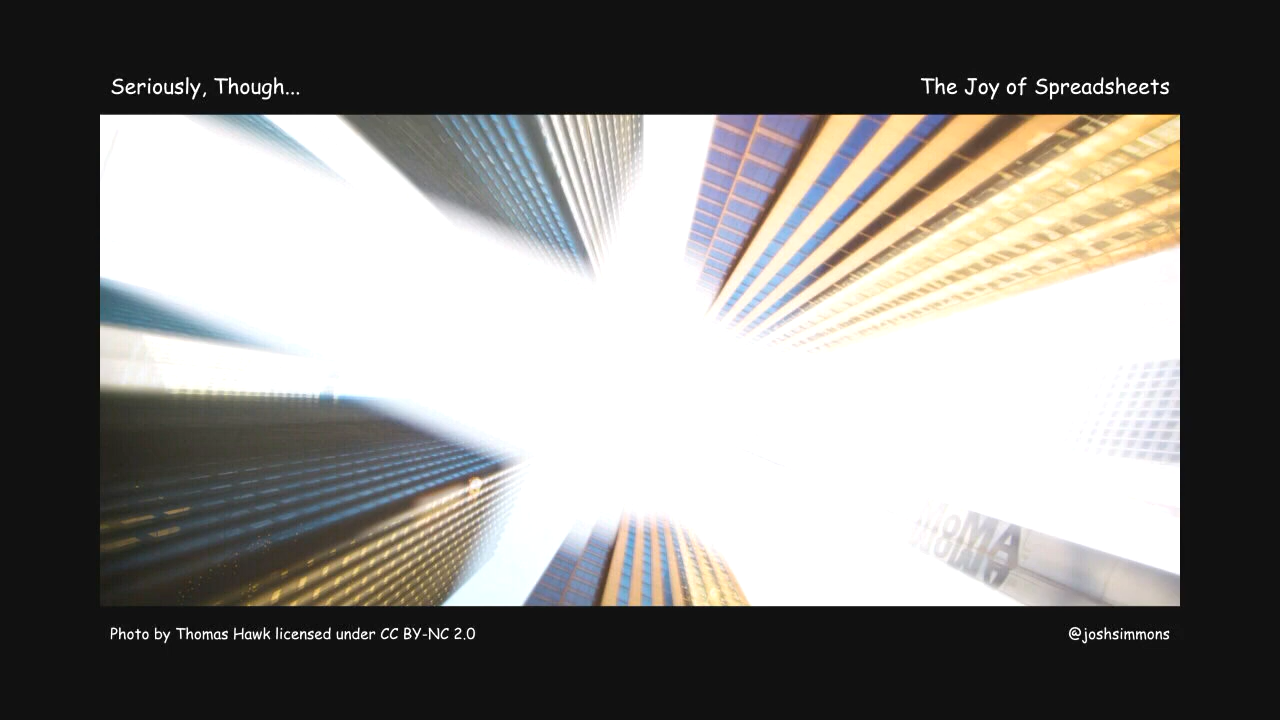 Seriously, Though...
The Joy of Spreadsheets
MoMA
Photo by Thomas Hawk licensed under CC BY-NC 2.0
@joshsimmons